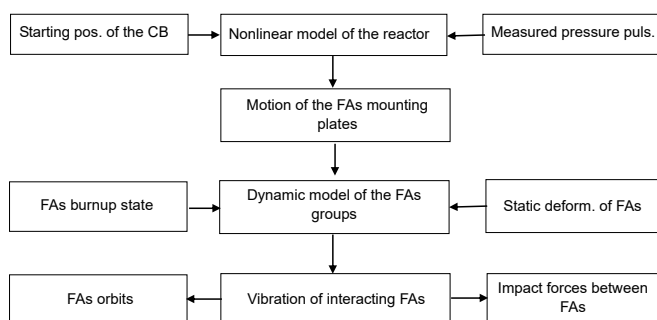 Starting pos. of the CB
Nonlinear model of the reactor
Measured pressure puls.
Motion of the FAs mounting
plates
FAs burnup state
Dynamic model of the FAs
groups
Static deform. of FAs
FAs orbits
Vibration of interacting FAs
Impact forces between
FAs